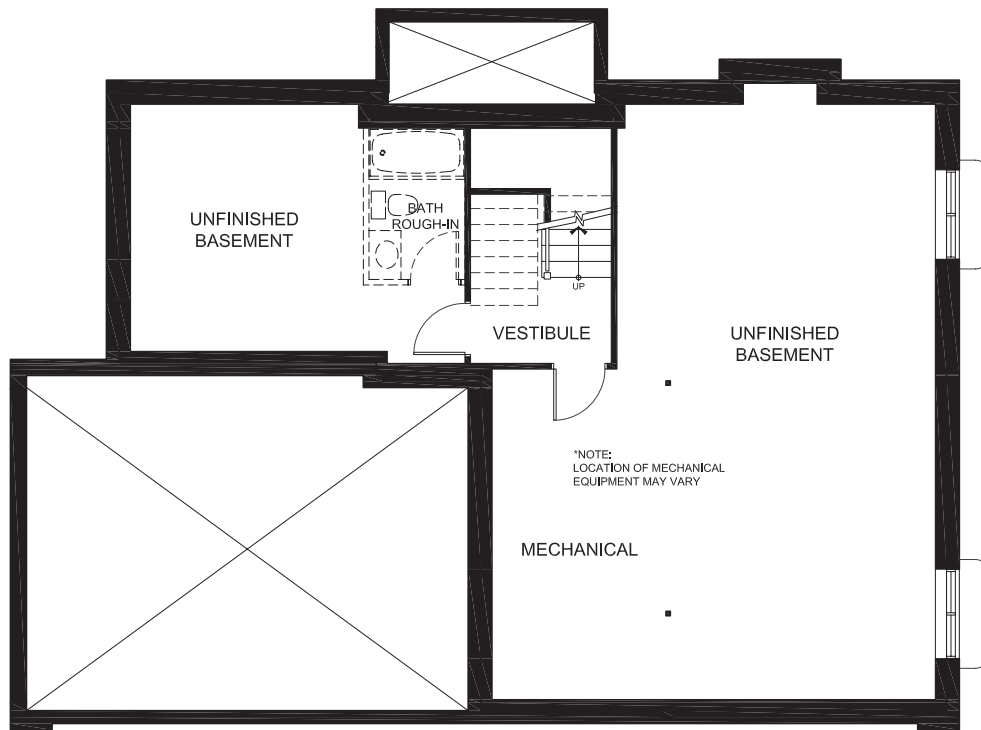 UNFINISHED
BASEMENT
BATH
ROUGH-IN
UP
VESTIBULE
UNFINISHED
BASEMENT
*NOTE:
LOCATION OF MECHANICAL
EQUIPMENT MAY VARY
MECHANICAL